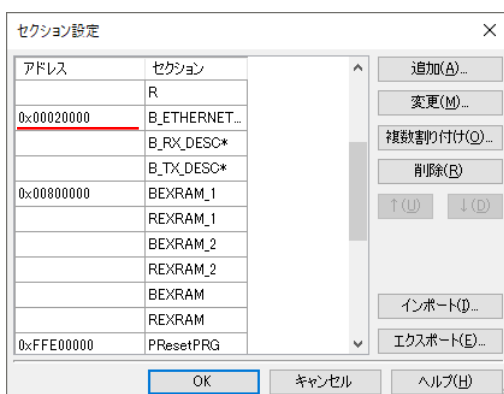 セクション設定
アドレス セクション
R
0x00020000 B_ETHERNET...
B_RX_DESC*
B_TX_DESC*
0x00800000 BEXRAM_1
REXRAM_1
BEXRAM_2
REXRAM_2
BEXRAM
REXRAM
0xFFE00000 PResetPRG
追加(A)...
変更(M)...
複数割り付け(O)...
削除(R)
↑(U) ↓(D)
インポート(I)...
エクスポート(E)...
OK キャンセル ヘルプ(H)